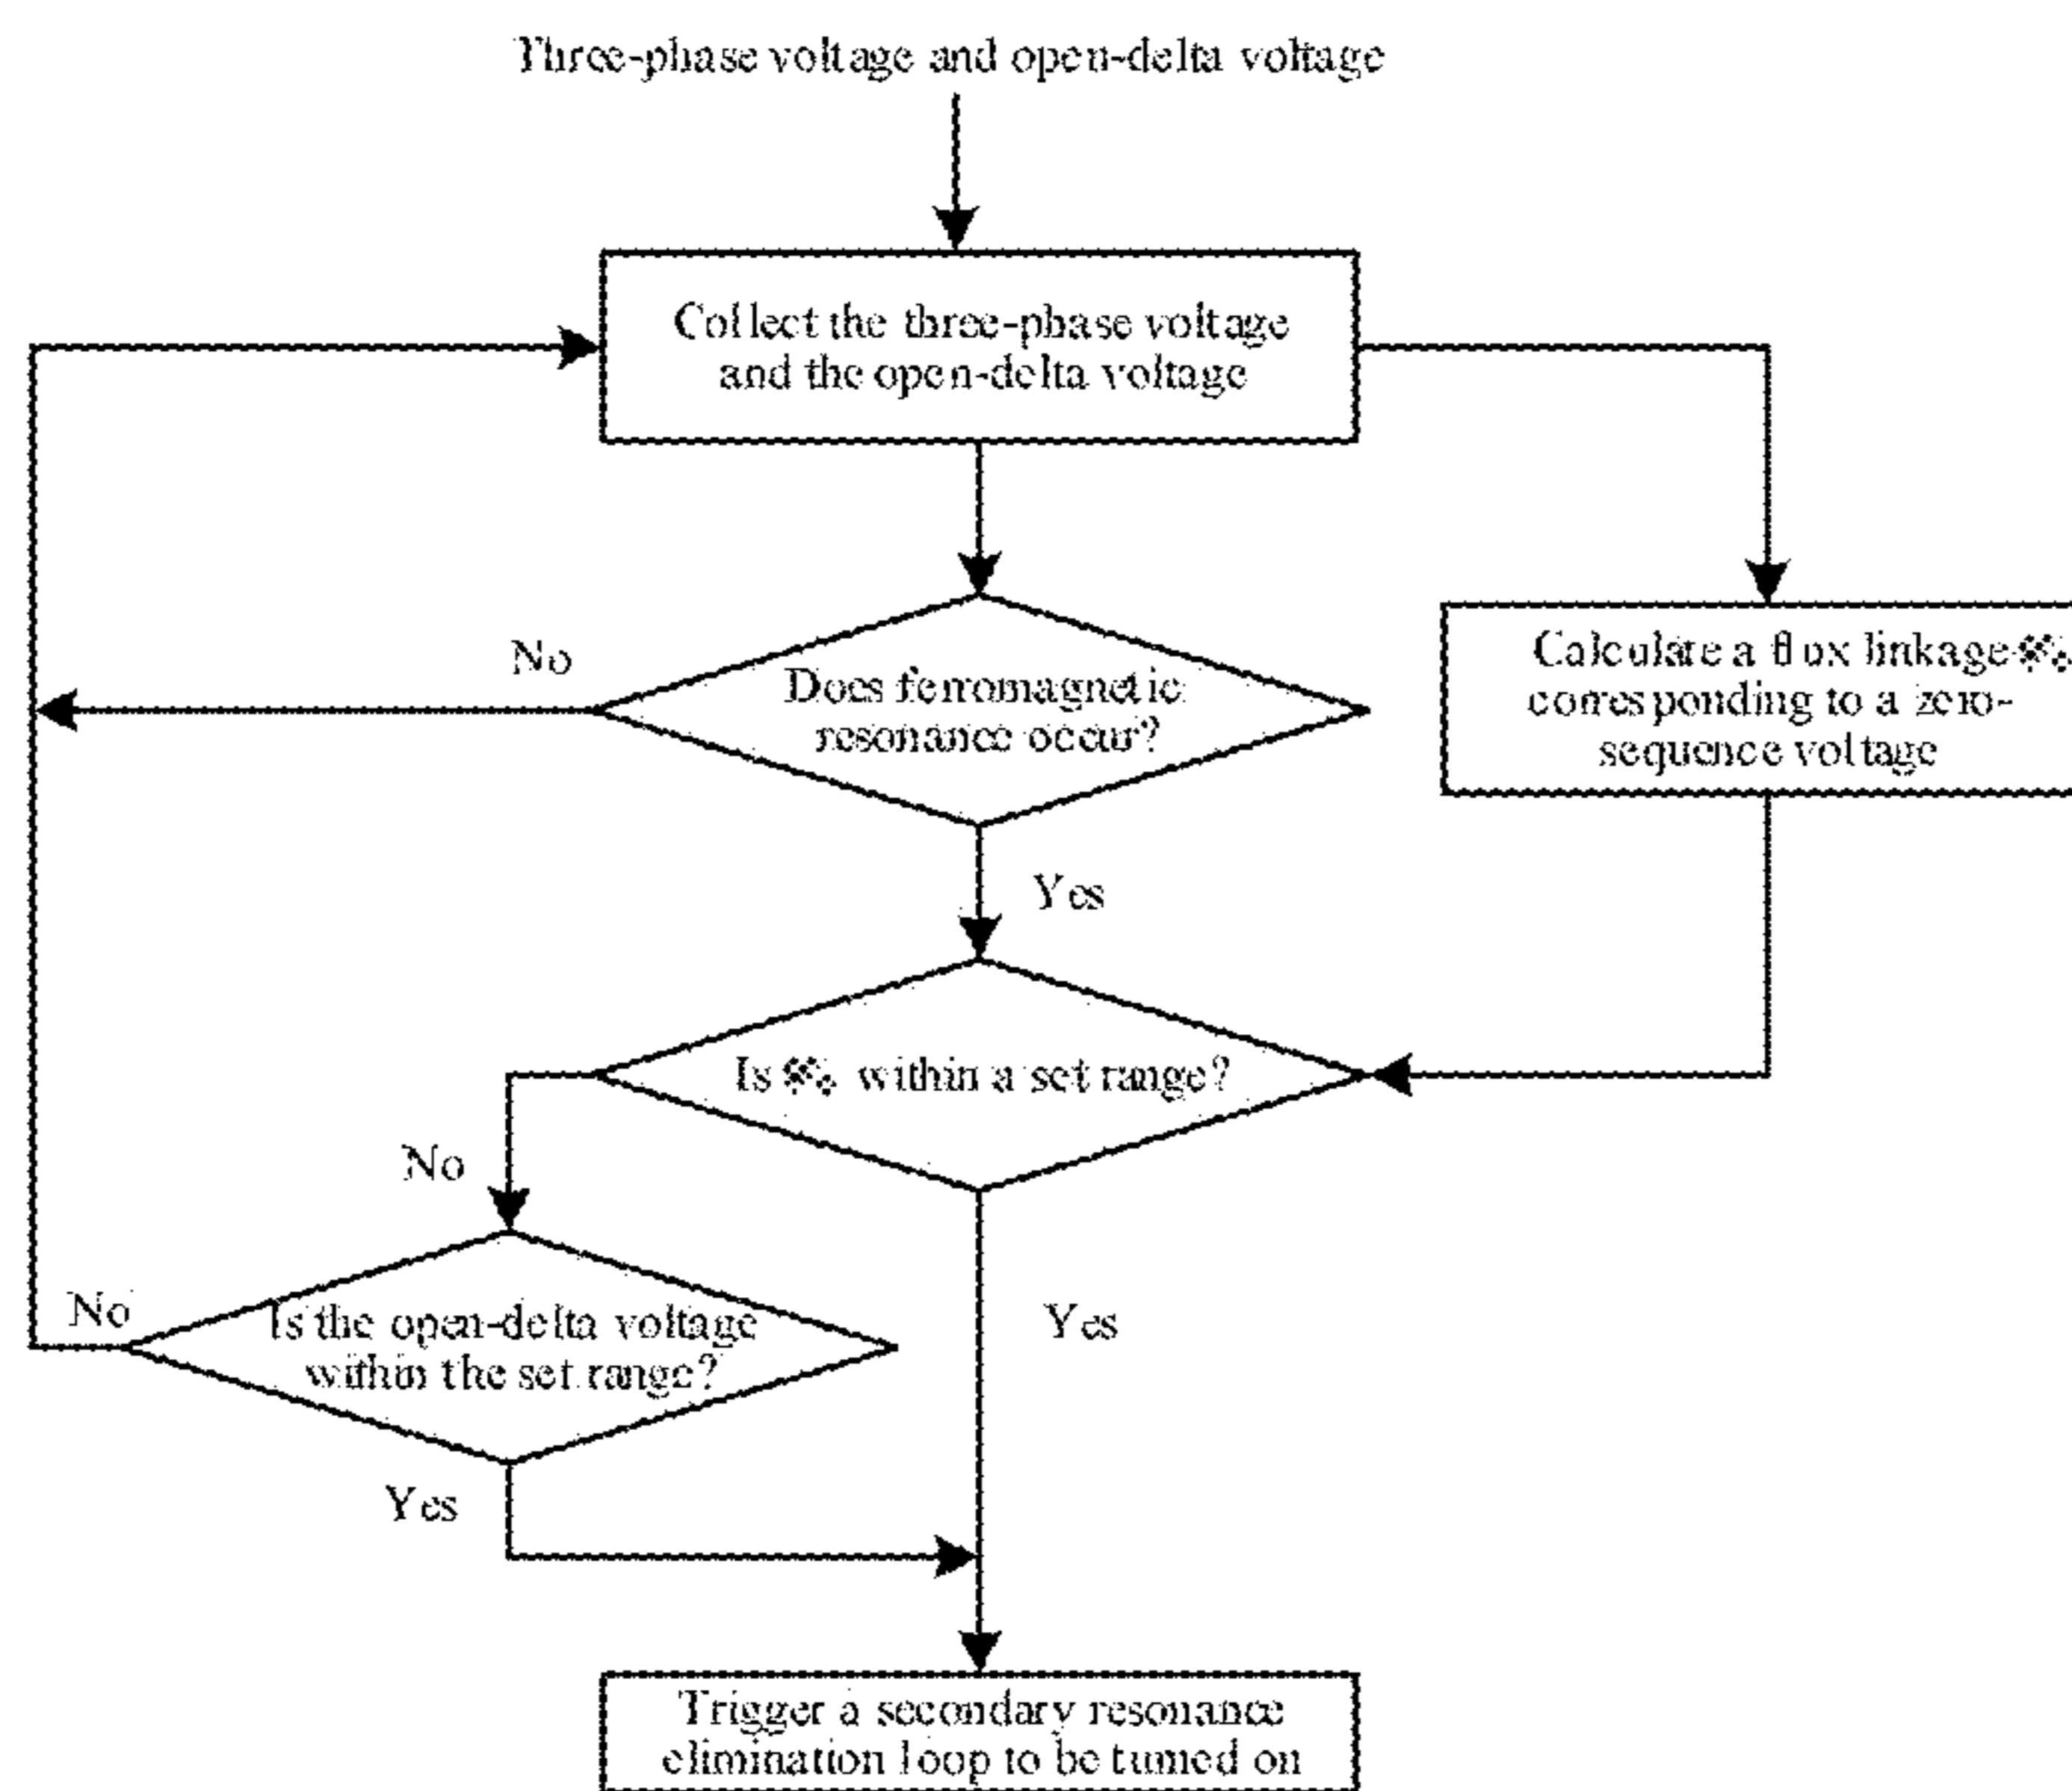 Three-phase voltage and open-delta voltage
Collect the three-phase voltage
and the open-delta voltage
No
Does ferromagnetic
resonance occur?
Calculate a flux linkage
corresponding to a zero-
sequence voltage
Yes
Is within a set range?
No
No
Is the open-delta voltage
within the set range?
Yes
Yes
Trigger a secondary resonance
elimination loop to be turned on